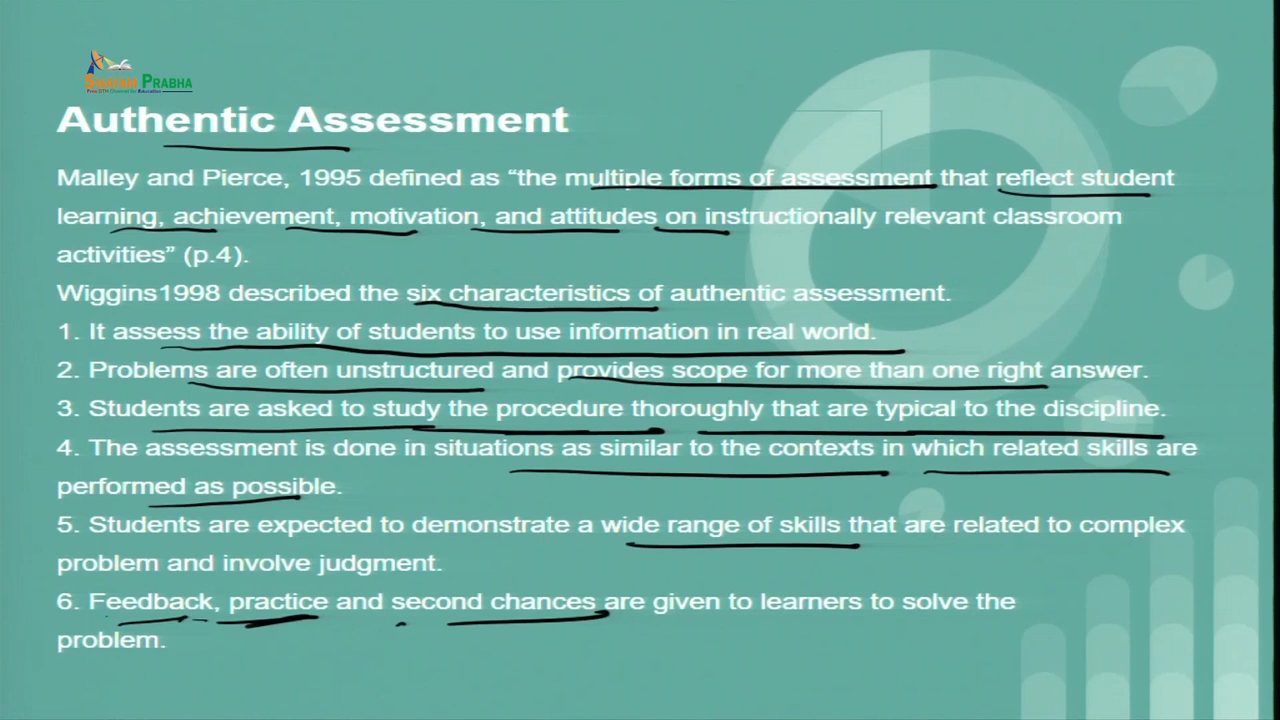 SWAYAM PRABHA
Free DTH Channel for Education
Authentic Assessment
Malley and Pierce, 1995 defined as “the multiple forms of assessment that reflect student
learning, achievement, motivation, and attitudes on instructionally relevant classroom
activities” (p.4).
Wiggins1998 described the six characteristics of authentic assessment.
1. It assess the ability of students to use information in real world.
2. Problems are often unstructured and provides scope for more than one right answer.
3. Students are asked to study the procedure thoroughly that are typical to the discipline.
4. The assessment is done in situations as similar to the contexts in which related skills are
performed as possible.
5. Students are expected to demonstrate a wide range of skills that are related to complex
problem and involve judgment.
6. Feedback, practice and second chances are given to learners to solve the
problem.